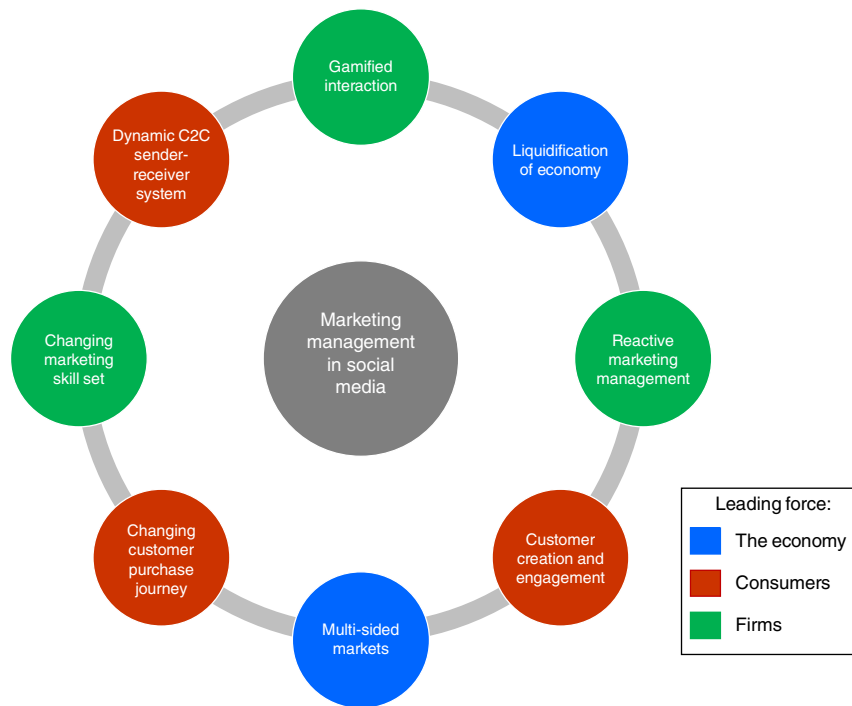 Gamified
interaction
Dynamic C2C
sender-
receiver
system
Liquidification
of economy
Changing
marketing
skill set
Marketing
management
in social
media
Reactive
marketing
management
Changing
customer
purchase
journey
Customer
creation and
engagement
Multi-sided
markets
Leading force:
The economy
Consumers
Firms